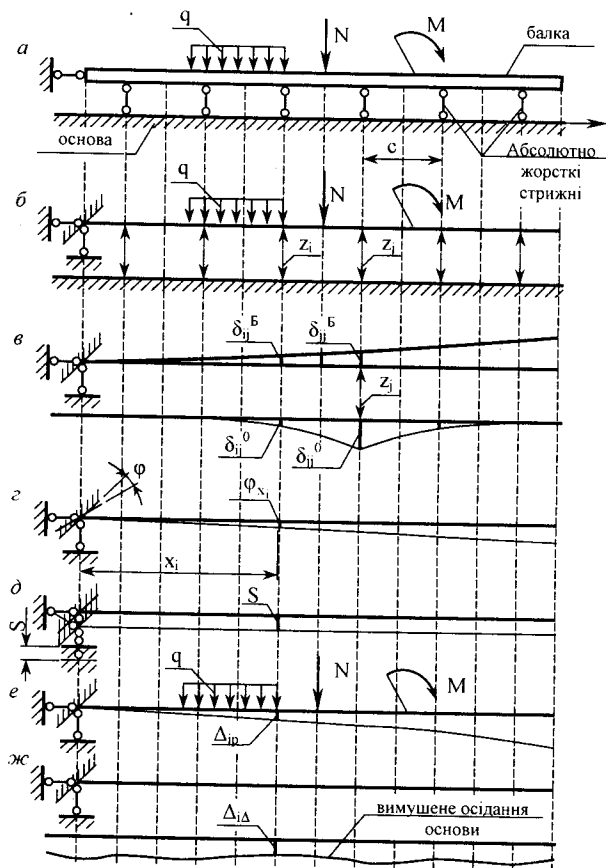 а
q
N
M
балка
основа
c
Абсолютно
жорсткі
стрижні
б
q
N
M
z_i
z_j
в
δ_ij^Б
δ_jj^Б
z_j
δ_ij^0
δ_jj^0
г
φ
φ_xi
x_i
д
S
S
е
q
N
M
Δ_ip
ж
Δ_iΔ
вимушене осідання
основи